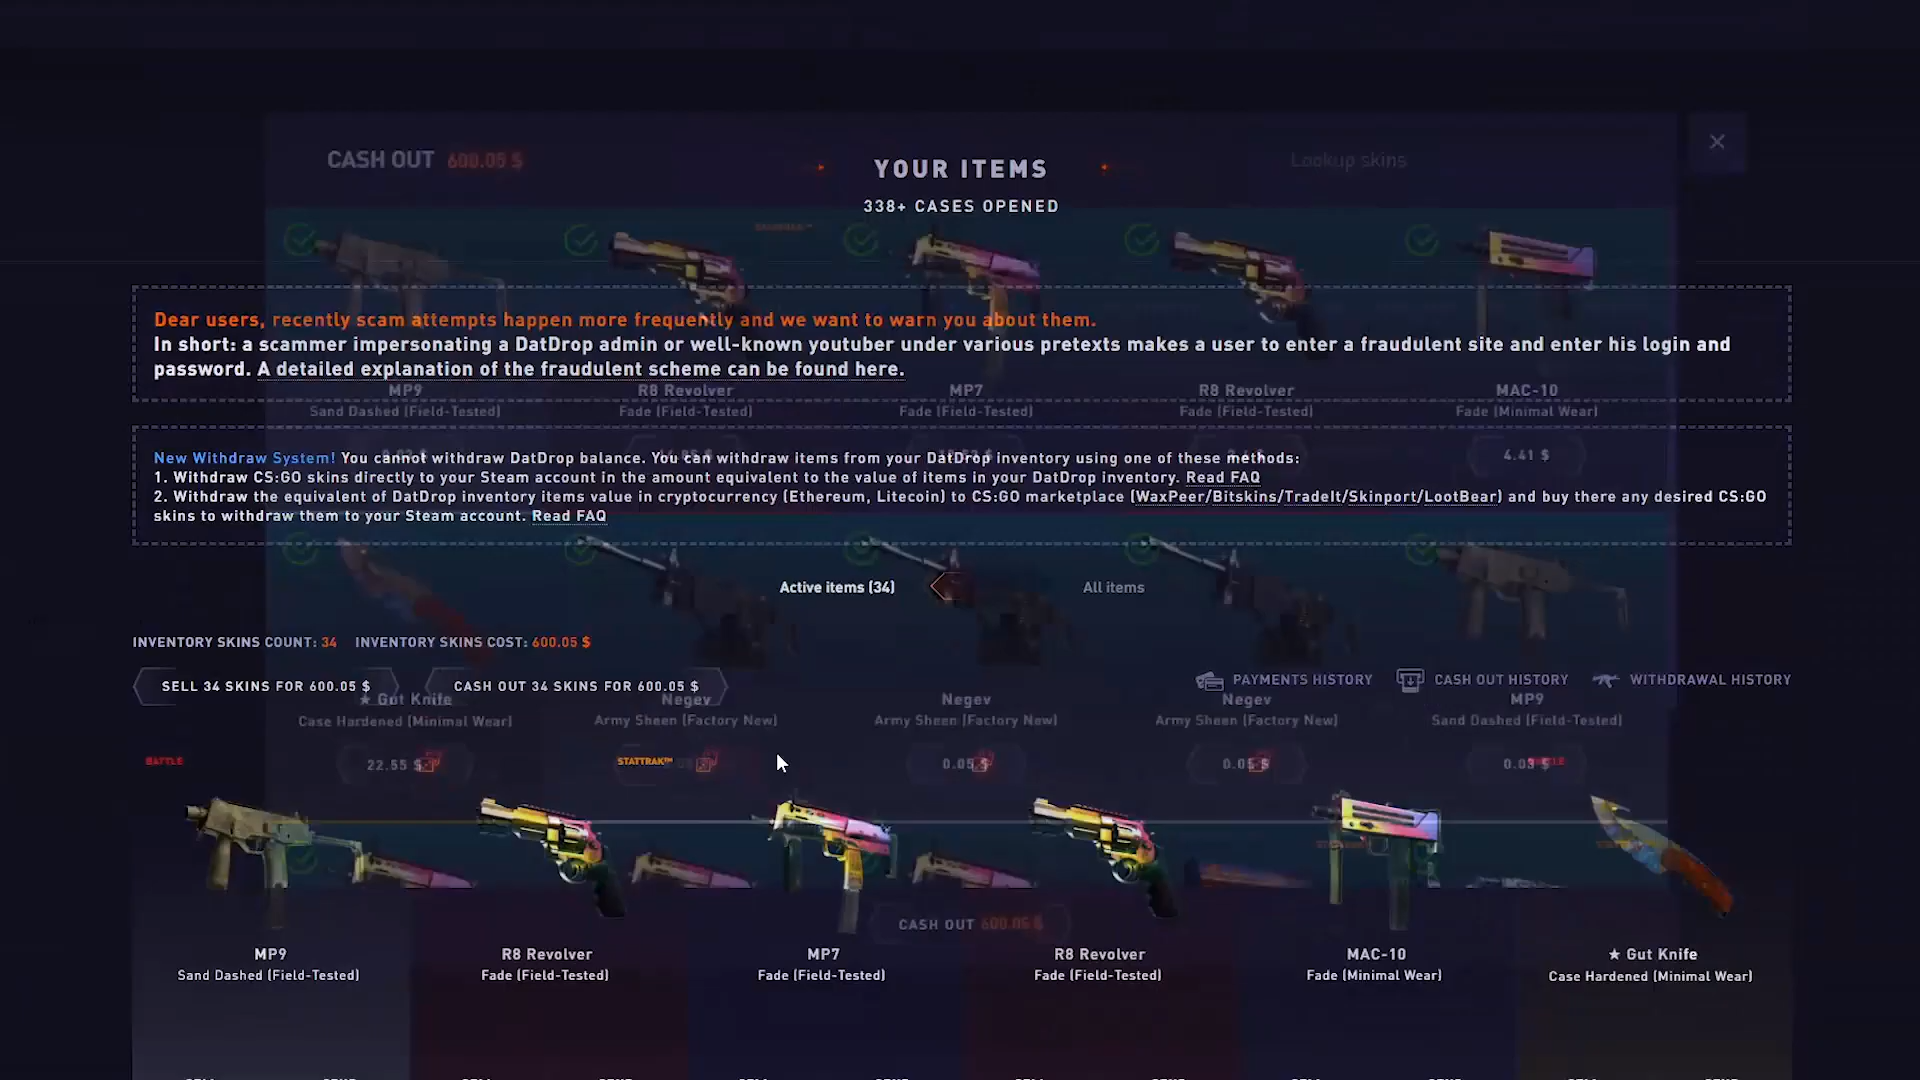 CASH OUT 600.05 $
YOUR ITEMS
Lookup skins
338+ CASES OPENED
Dear users, recently scam attempts happen more frequently and we want to warn you about them.
In short: a scammer impersonating a DatDrop admin or well-known youtuber under various pretexts makes a user to enter a fraudulent site and enter his login and
password. A detailed explanation of the fraudulent scheme can be found here.
MP9 R8 Revolver MP7 R8 Revolver MAC-10
Sand Dashed (Field-Tested) Fade (Field-Tested) Fade (Field-Tested) Fade (Field-Tested) Fade (Minimal Wear)
4.41 $
New Withdraw System! You cannot withdraw DatDrop balance. You can withdraw items from your DatDrop inventory using one of these methods:
1. Withdraw CS:GO skins directly to your Steam account in the amount equivalent to the value of items in your DatDrop inventory. Read FAQ
2. Withdraw the equivalent of DatDrop inventory items value in cryptocurrency (Ethereum, Litecoin) to CS:GO marketplace (WaxPeer/Bitskins/TradeIt/Skinport/LootBear) and buy there any desired CS:GO
skins to withdraw them to your Steam account. Read FAQ
Active items (34) All items
INVENTORY SKINS COUNT: 34 INVENTORY SKINS COST: 600.05 $
SELL 34 SKINS FOR 600.05 $ CASH OUT 34 SKINS FOR 600.05 $ PAYMENTS HISTORY CASH OUT HISTORY WITHDRAWAL HISTORY
★ Gut Knife Negev Negev Negev MP9
Case Hardened (Minimal Wear) Army Sheen (Factory New) Army Sheen (Factory New) Army Sheen (Factory New) Sand Dashed (Field-Tested)
BATTLE 22.55 $ STATTRAK™ 0.05 $ 0.05 $ 0.03 $
CASH OUT 600.05 $
MP9 R8 Revolver MP7 R8 Revolver MAC-10 ★ Gut Knife
Sand Dashed (Field-Tested) Fade (Field-Tested) Fade (Field-Tested) Fade (Field-Tested) Fade (Minimal Wear) Case Hardened (Minimal Wear)